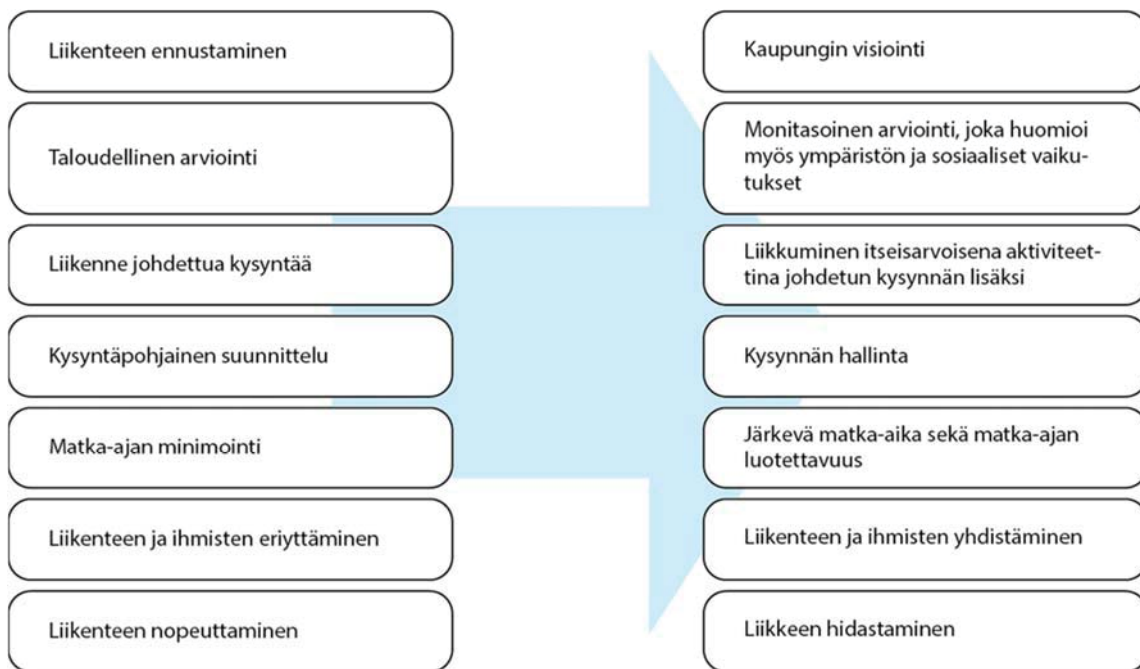 Liikenteen ennustaminen
Kaupungin visiointi
Taloudellinen arviointi
Monitasoinen arviointi, joka huomioi
myös ympäristön ja sosiaaliset vaiku-
tukset
Liikenne johdettua kysyntää
Liikkuminen itseisarvoisena aktiviteet-
tina johdetun kysynnän lisäksi
Kysyntäpohjainen suunnittelu
Kysynnän hallinta
Matka-ajan minimointi
Järkevä matka-aika sekä matka-ajan
luotettavuus
Liikenteen ja ihmisten eriyttäminen
Liikenteen ja ihmisten yhdistäminen
Liikenteen nopeuttaminen
Liikkeen hidastaminen